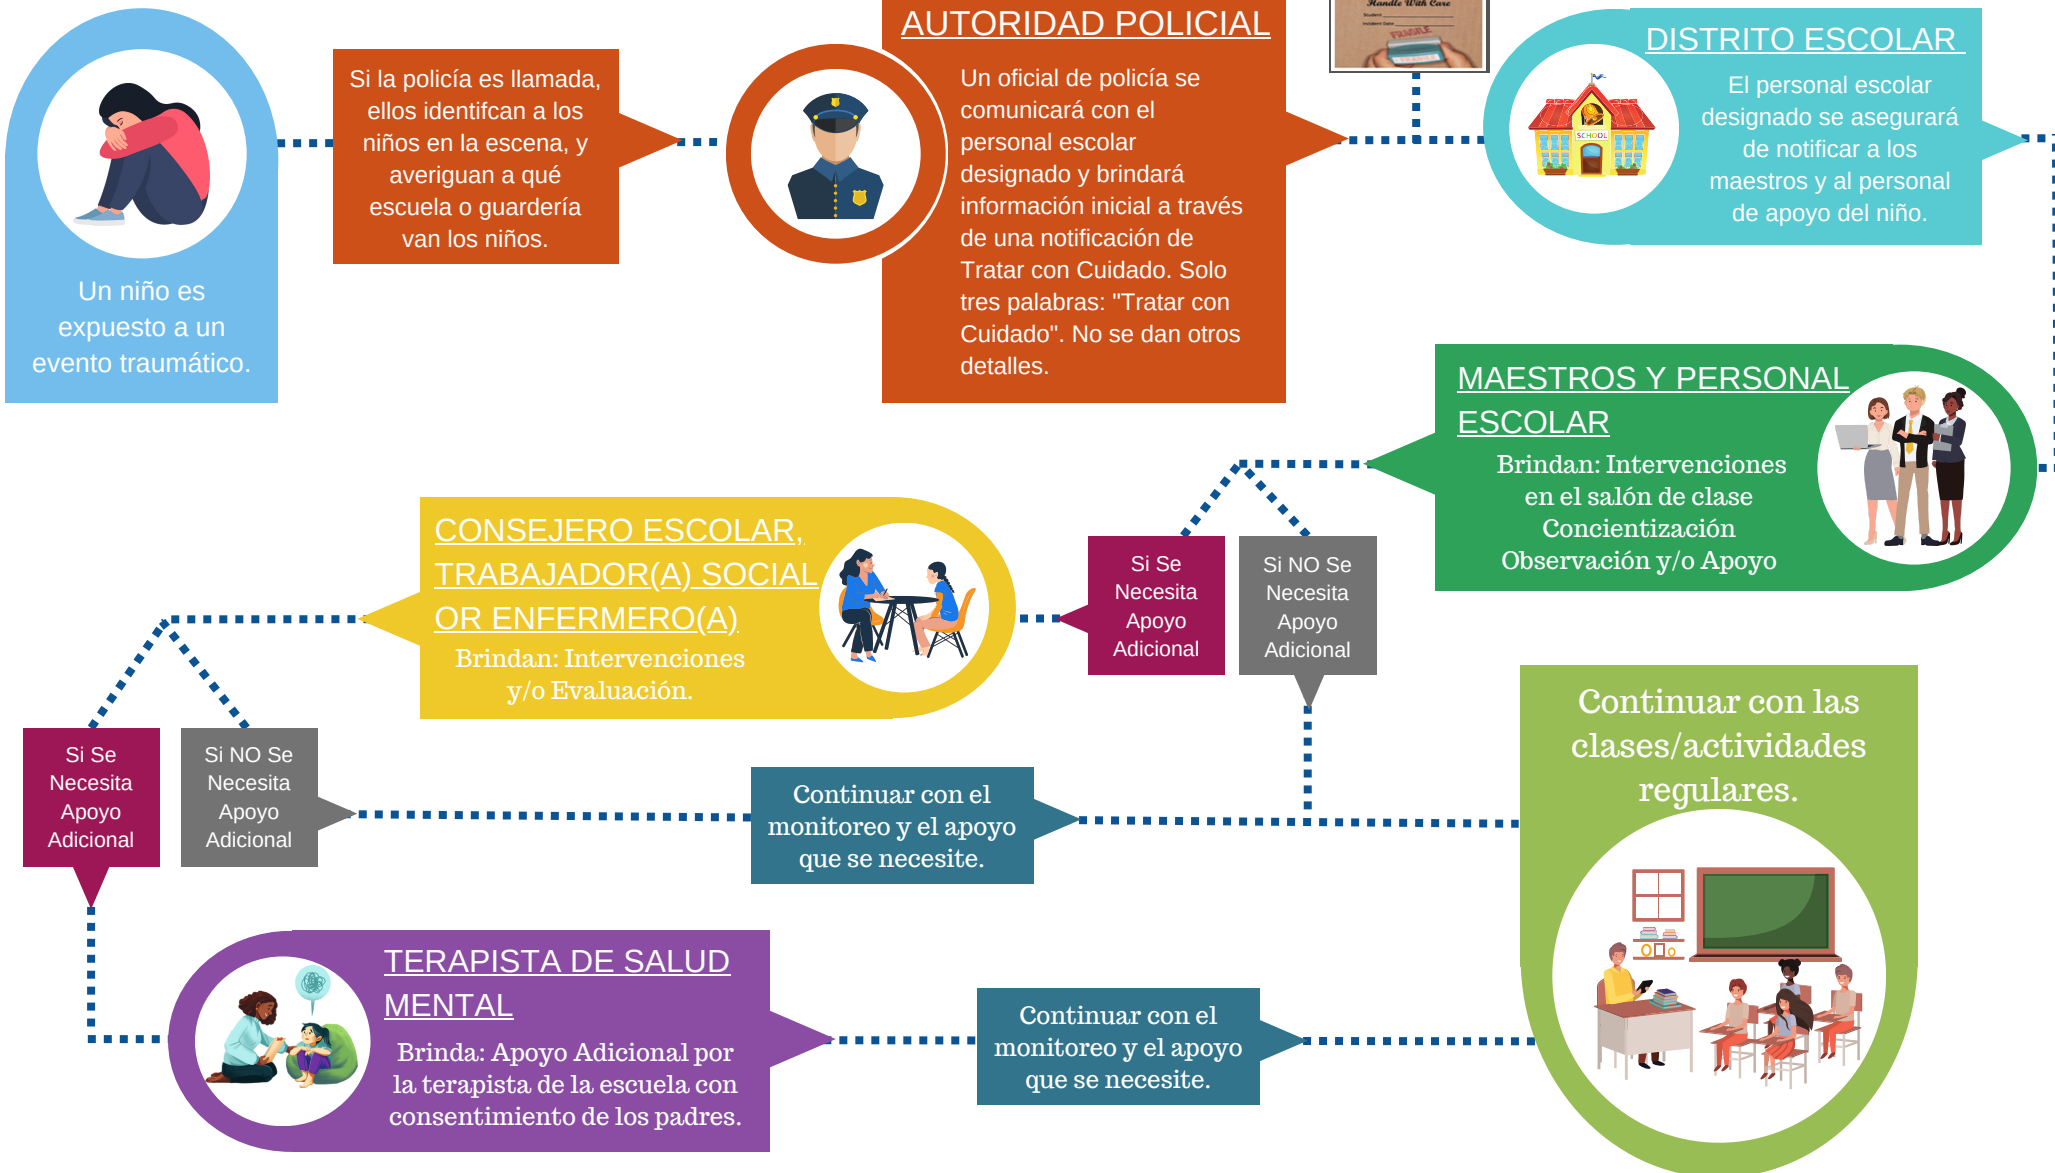 Un niño es
expuesto a un
evento traumático.
Si la policía es llamada,
ellos identifcan a los
niños en la escena, y
averiguan a qué
escuela o guardería
van los niños.
AUTORIDAD POLICIAL
Un oficial de policía se
comunicará con el
personal escolar
designado y brindará
información inicial a través
de una notificación de
Tratar con Cuidado. Solo
tres palabras: "Tratar con
Cuidado". No se dan otros
detalles.
Handle With Care
Student
Incident Date
FRAGILE
FRAGILE
DISTRITO ESCOLAR
El personal escolar
designado se asegurará
de notificar a los
maestros y al personal
de apoyo del niño.
SCHOOL
MAESTROS Y PERSONAL
ESCOLAR
Brindan: Intervenciones
en el salón de clase
Concientización
Observación y/o Apoyo
Si Se
Necesita
Apoyo
Adicional
Si NO Se
Necesita
Apoyo
Adicional
CONSEJERO ESCOLAR,
TRABAJADOR(A) SOCIAL
OR ENFERMERO(A)
Brindan: Intervenciones
y/o Evaluación.
Si Se
Necesita
Apoyo
Adicional
Si NO Se
Necesita
Apoyo
Adicional
Continuar con el
monitoreo y el apoyo
que se necesite.
Continuar con las
clases/actividades
regulares.
TERAPISTA DE SALUD
MENTAL
Brinda: Apoyo Adicional por
la terapista de la escuela con
consentimiento de los padres.
Continuar con el
monitoreo y el apoyo
que se necesite.